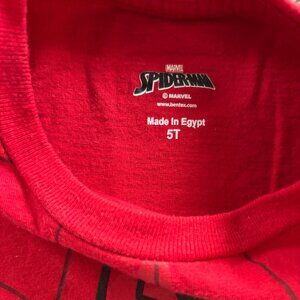 MARVEL
SPIDER-MAN
© MARVEL
www.bentex.com
Made In Egypt
5T